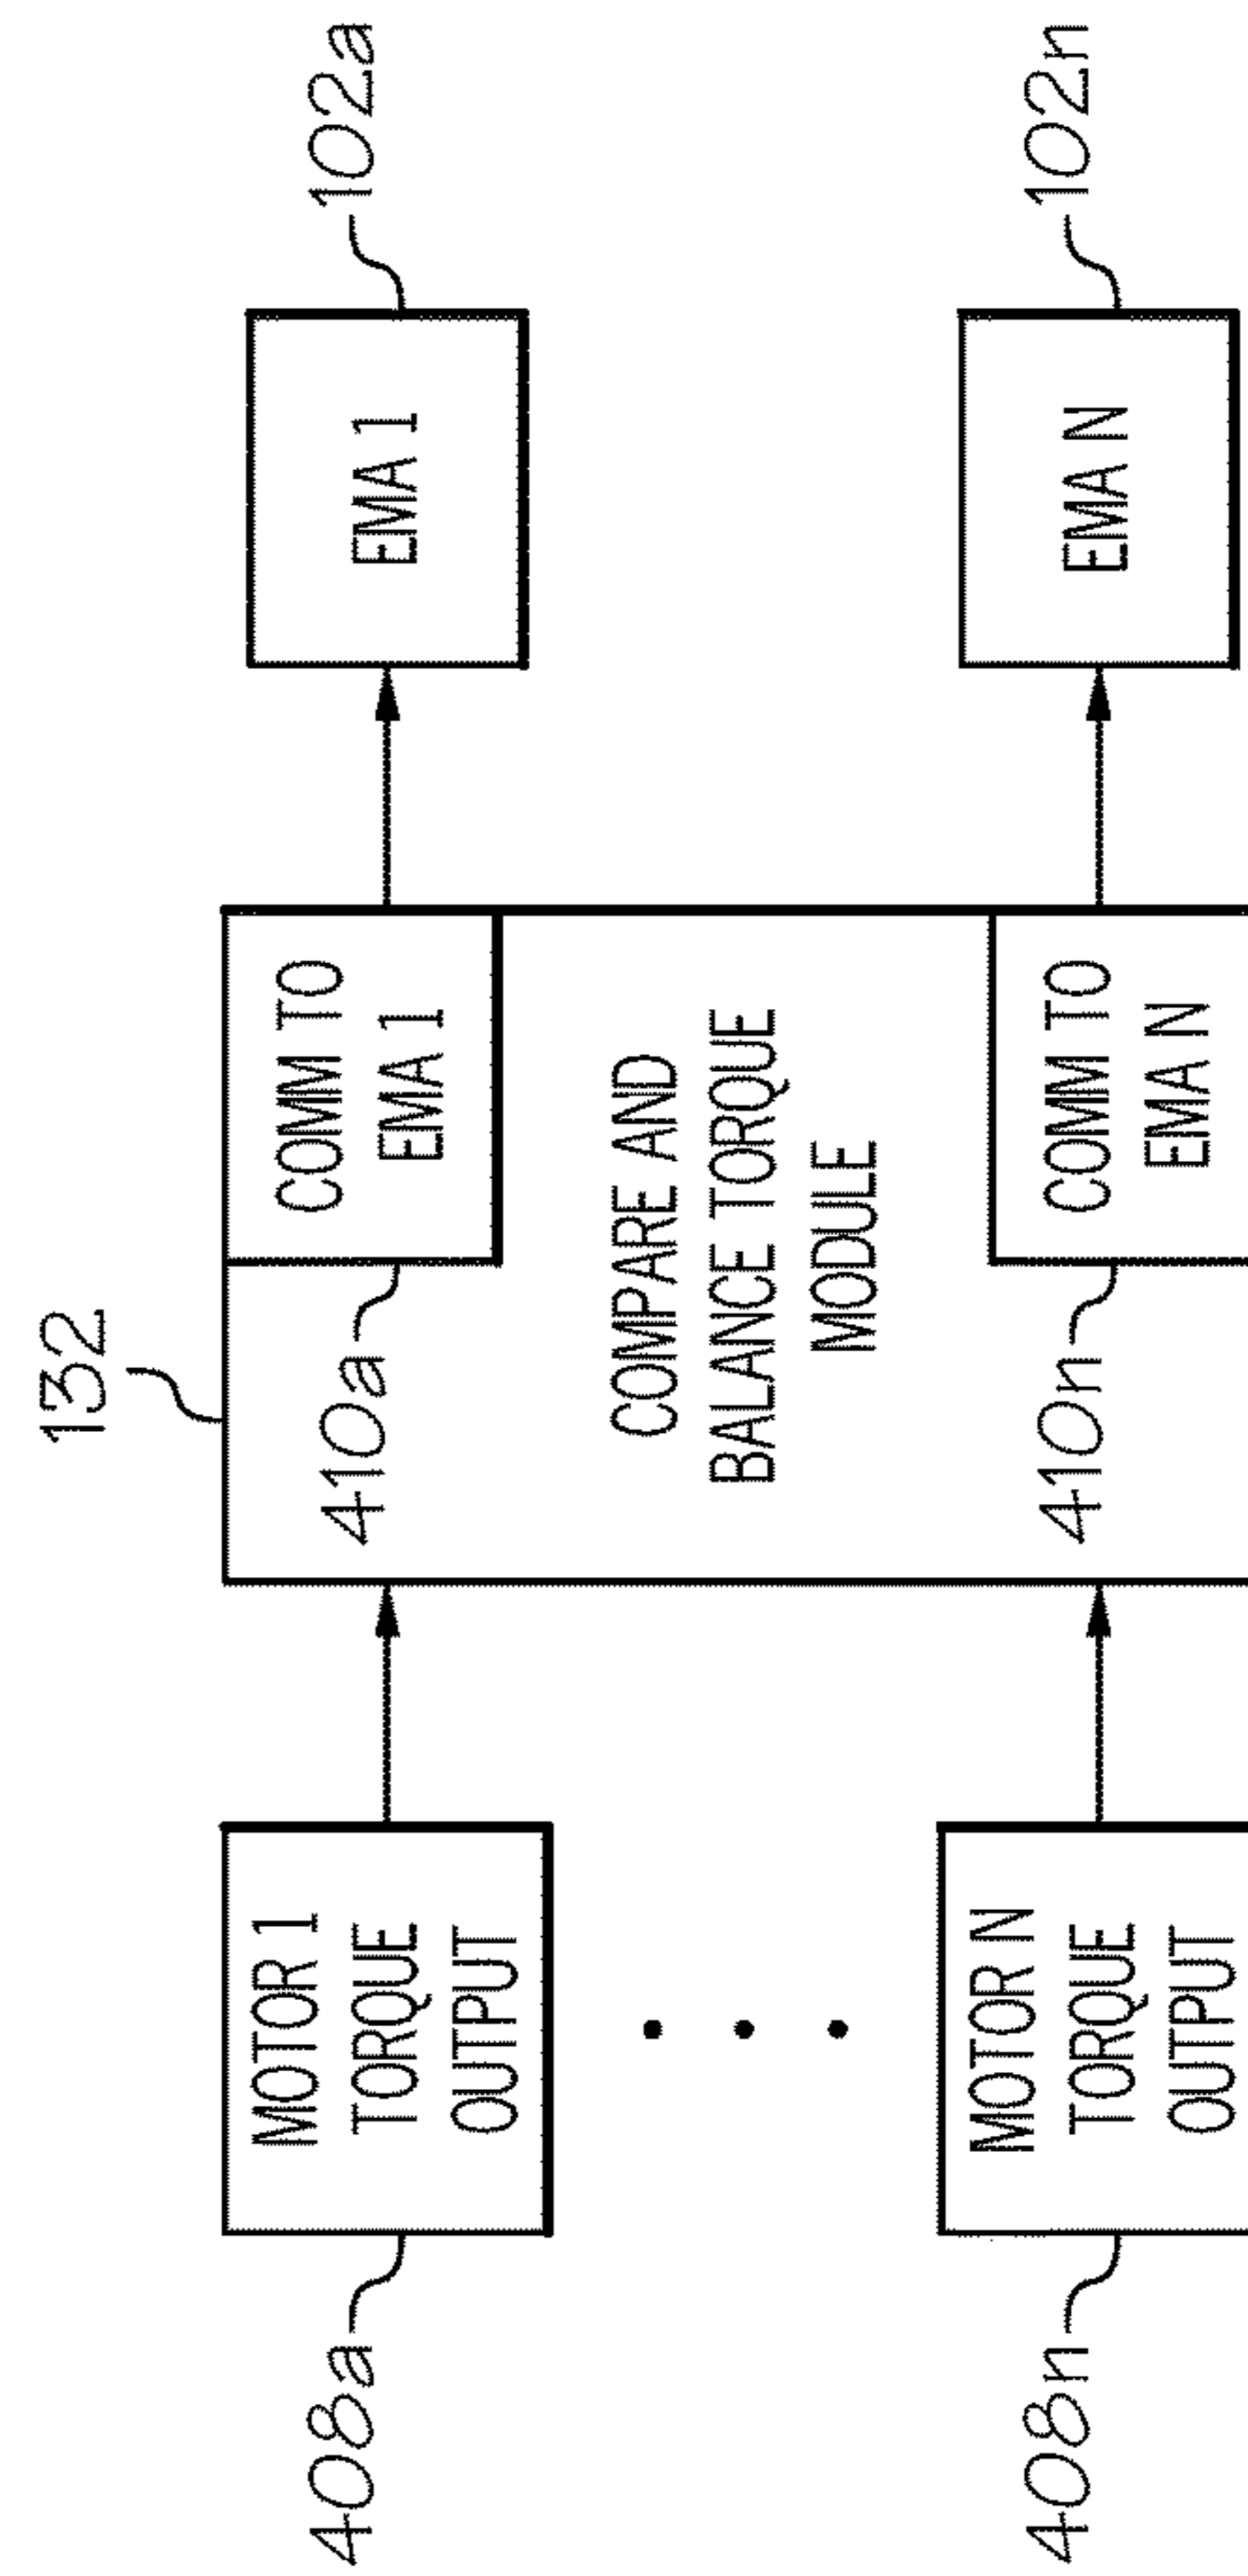 132
408a
MOTOR 1
TORQUE
OUTPUT
410a
COMM TO
EMA 1
EMA 1
102a
COMPARE AND
BALANCE TORQUE
MODULE
408n
MOTOR N
TORQUE
OUTPUT
410n
COMM TO
EMA N
EMA N
102n